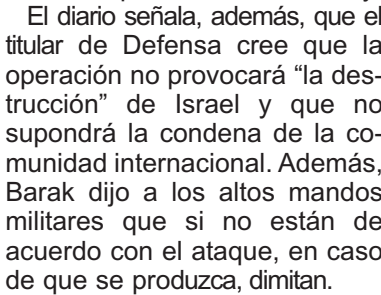 El diario señala, además, que el
titular de Defensa cree que la
operación no provocará “la des-
trucción” de Israel y que no
supondrá la condena de la co-
munidad internacional. Además,
Barak dijo a los altos mandos
militares que si no están de
acuerdo con el ataque, en caso
de que se produzca, dimitan.